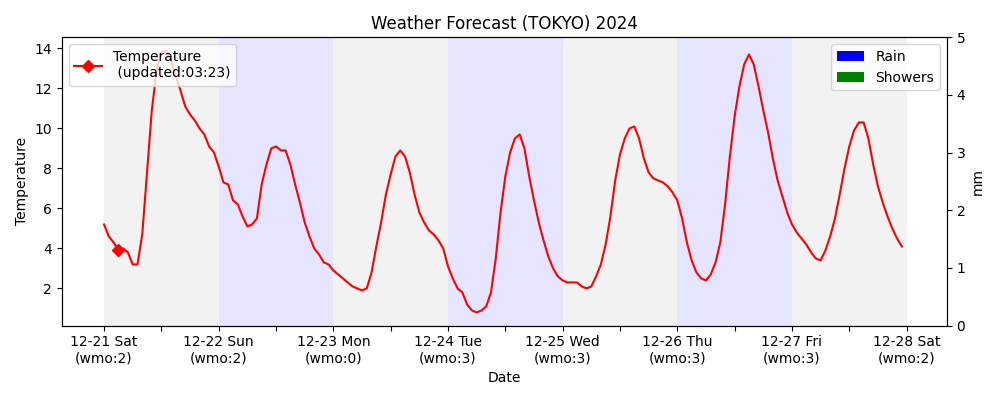 Weather Forecast (TOKYO) 2024
Temperature
(updated:03:23)
Rain
Showers
14
12
10
8
6
4
2
Temperature
5
4
3
2
1
0
mm
12-21 Sat
(wmo:2)
12-22 Sun
(wmo:2)
12-23 Mon
(wmo:0)
12-24 Tue
(wmo:3)
12-25 Wed
(wmo:3)
12-26 Thu
(wmo:3)
12-27 Fri
(wmo:3)
12-28 Sat
(wmo:2)
Date